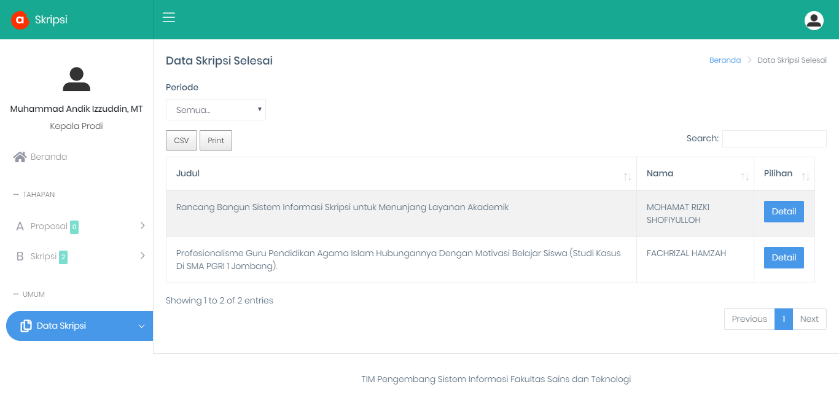 a Skripsi
Muhammad Andik Izzuddin, MT
Kepala Prodi
Beranda
TAHAPAN
A Proposal 0
B Skripsi 2
UMUM
Data Skripsi
Data Skripsi Selesai
Beranda > Data Skripsi Selesai
Periode
Semua...
CSV Print
Search:
Judul Nama Pilihan
Rancang Bangun Sistem Informasi Skripsi untuk Menunjang Layanan Akademik
MOHAMAT RIZKI
SHOFIYULLOH
Detail
Profesionalisme Guru Pendidikan Agama Islam Hubungannya Dengan Motivasi Belajar Siswa (Studi Kasus
Di SMA PGRI 1 Jombang).
FACHRIZAL HAMZAH
Detail
Showing 1 to 2 of 2 entries
Previous 1 Next
TIM Pengembang Sistem Informasi Fakultas Sains dan Teknologi